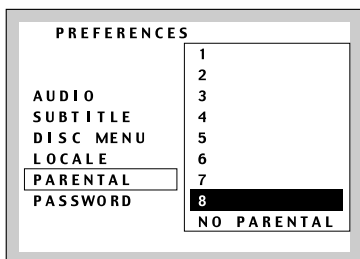 PREFERENCES
AUDIO
SUBTITLE
DISC MENU
LOCALE
PARENTAL
PASSWORD
1
2
3
4
5
6
7
8
NO PARENTAL